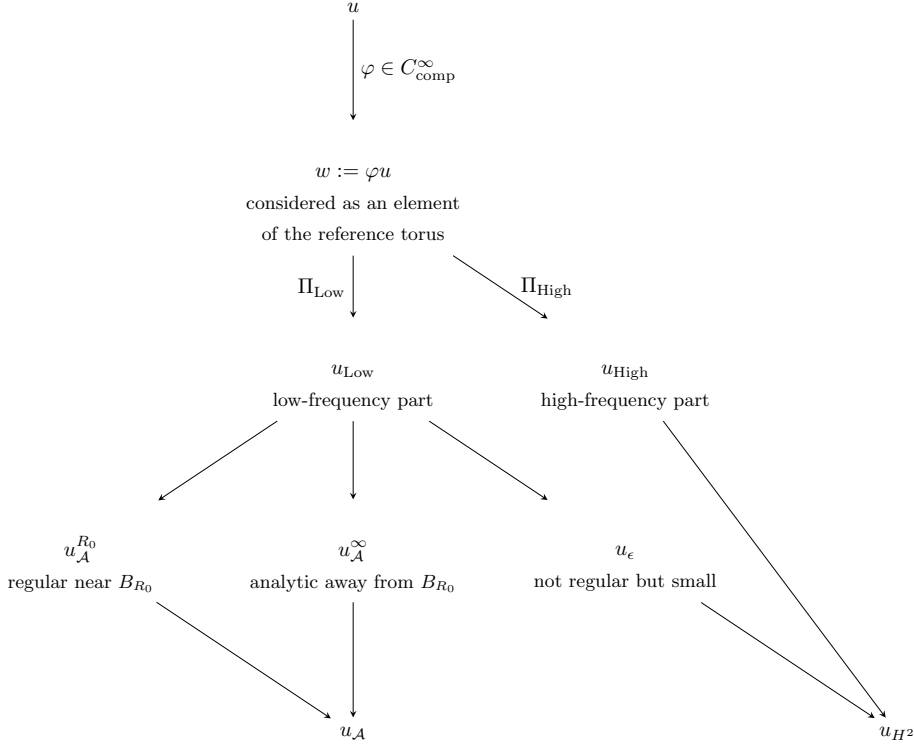 u
φ ∈ C^∞_comp
w := φu
considered as an element
of the reference torus
Π_Low
Π_High
u_Low
low-frequency part
u_High
high-frequency part
u_𝒜^{R_0}
regular near B_{R_0}
u_𝒜^∞
analytic away from B_{R_0}
u_ϵ
not regular but small
u_𝒜
u_{H^2}